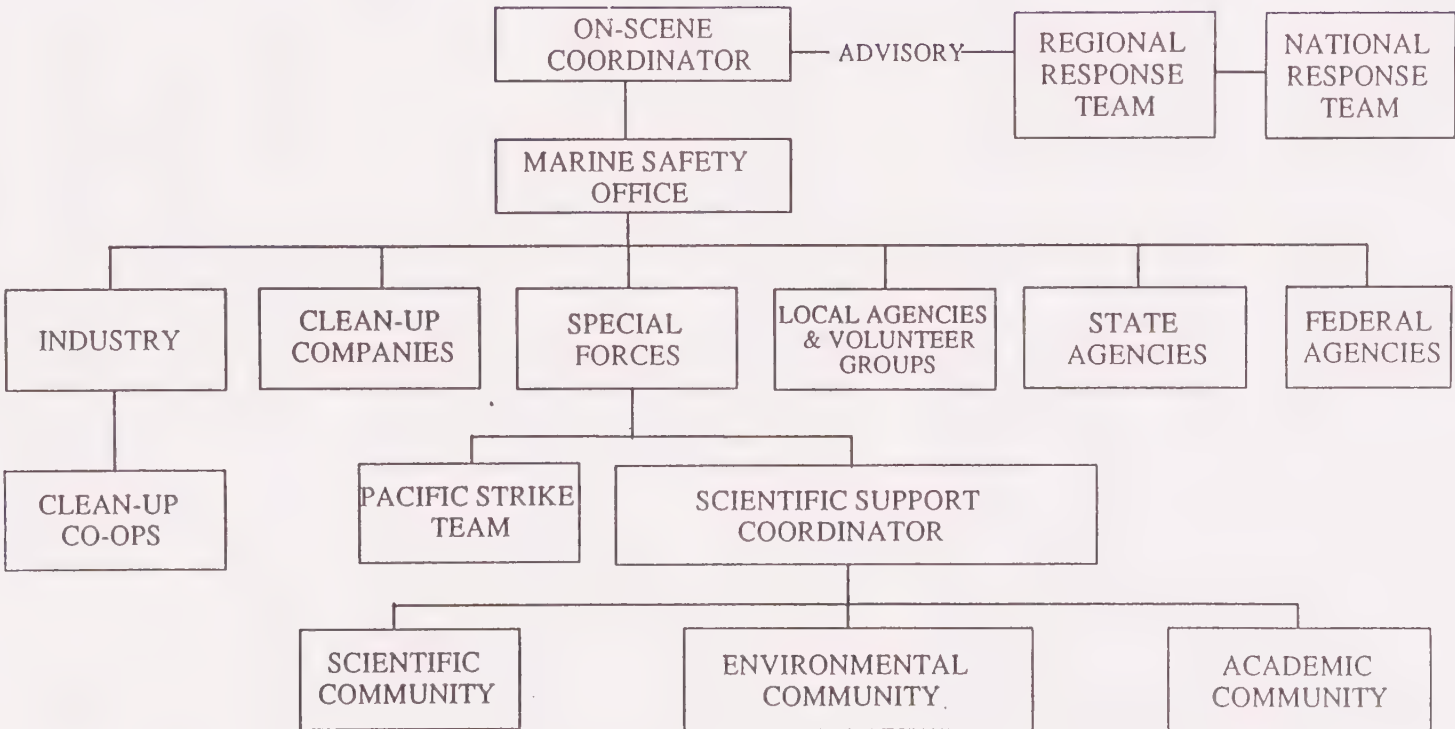 ON-SCENE
COORDINATOR
ADVISORY
REGIONAL
RESPONSE
TEAM
NATIONAL
RESPONSE
TEAM
MARINE SAFETY
OFFICE
INDUSTRY
CLEAN-UP
COMPANIES
SPECIAL
FORCES
LOCAL AGENCIES
& VOLUNTEER
GROUPS
STATE
AGENCIES
FEDERAL
AGENCIES
CLEAN-UP
CO-OPS
PACIFIC STRIKE
TEAM
SCIENTIFIC SUPPORT
COORDINATOR
SCIENTIFIC
COMMUNITY
ENVIRONMENTAL
COMMUNITY
ACADEMIC
COMMUNITY